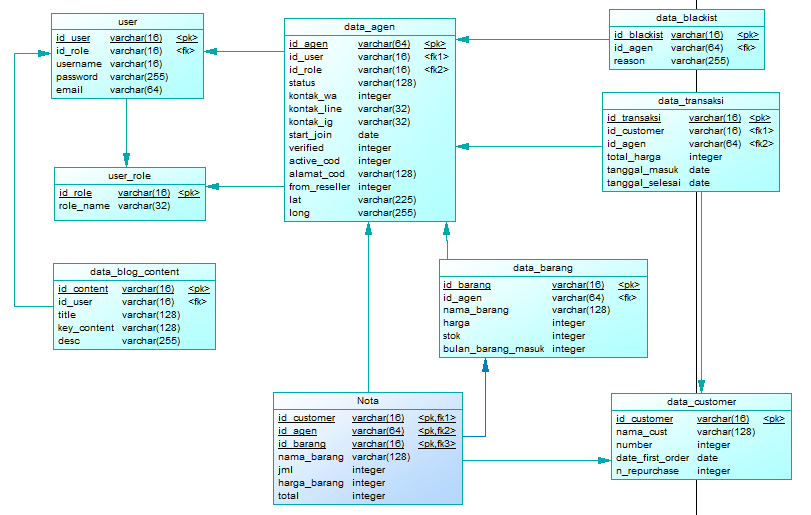 user
id_user varchar(16) <pk>
id_role varchar(16) <fk>
username varchar(16)
password varchar(255)
email varchar(64)
data_agen
id_agen varchar(64) <pk>
id_user varchar(16) <fk1>
id_role varchar(16) <fk2>
status varchar(128)
kontak_wa integer
kontak_line varchar(32)
kontak_ig varchar(32)
start_join date
verified integer
active_cod integer
alamat_cod varchar(128)
from_reseller integer
lat varchar(225)
long varchar(255)
data_blackist
id_blackist varchar(16) <pk>
id_agen varchar(64) <fk>
reason varchar(255)
data_transaksi
id_transaksi varchar(16) <pk>
id_customer varchar(16) <fk1>
id_agen varchar(64) <fk2>
total_harga integer
tanggal_masuk date
tanggal_selesai date
user_role
id_role varchar(16) <pk>
role_name varchar(32)
data_blog_content
id_content varchar(16) <pk>
id_user varchar(16) <fk>
title varchar(128)
key_content varchar(128)
desc varchar(255)
data_barang
id_barang varchar(16) <pk>
id_agen varchar(64) <fk>
nama_barang varchar(128)
harga integer
stok integer
bulan_barang_masuk integer
Nota
id_customer varchar(16) <pk,fk1>
id_agen varchar(64) <pk,fk2>
id_barang varchar(16) <pk,fk3>
nama_barang varchar(128)
jml integer
harga_barang integer
total integer
data_customer
id_customer varchar(16) <pk>
nama_cust varchar(128)
number integer
date_first_order date
n_repurchase integer